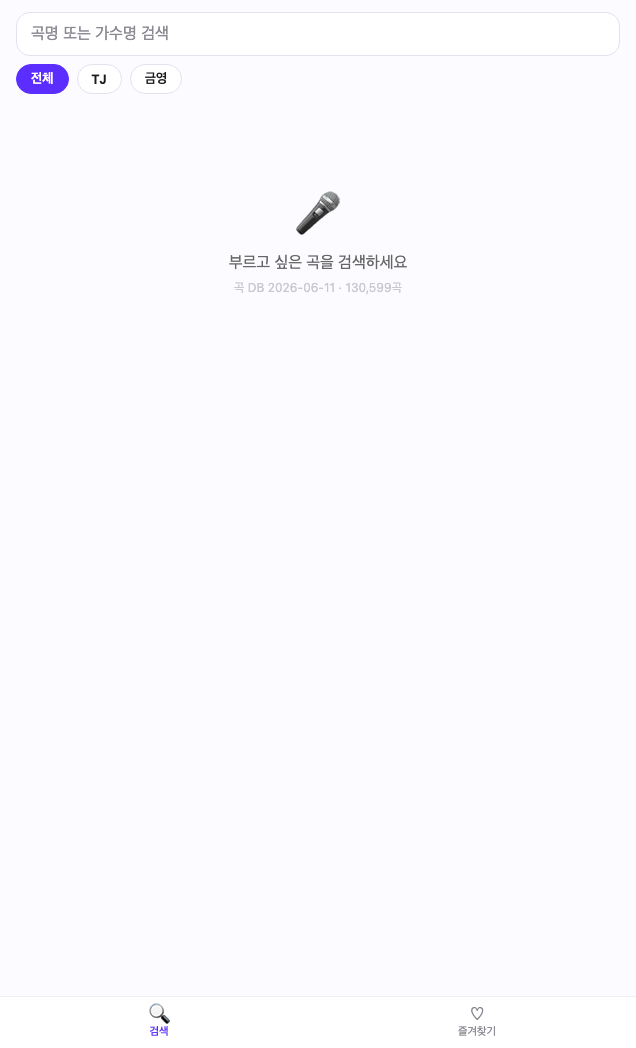 곡명 또는 가수명 검색
전체 TJ 금영
부르고 싶은 곡을 검색하세요
곡 DB 2026-06-11 · 130,599곡
검색 즐겨찾기